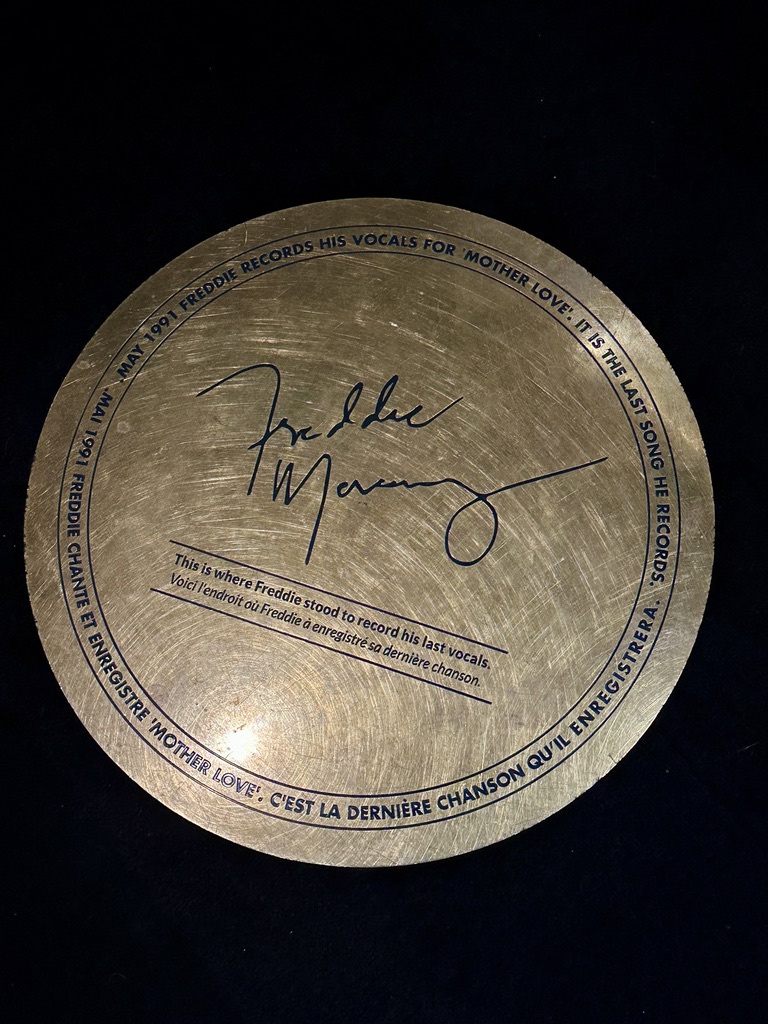 .MAY 1991 FREDDIE RECORDS HIS VOCALS FOR 'MOTHER LOVE'. IT IS THE LAST SONG HE RECORDS.
Freddie
Mercury
This is where Freddie stood to record his last vocals.
Voici l'endroit où Freddie à enregistré sa dernière chanson.
.MAI 1991 FREDDIE CHANTE ET ENREGISTRE 'MOTHER LOVE'. C'EST LA DERNIÈRE CHANSON QU'IL ENREGISTRERA.